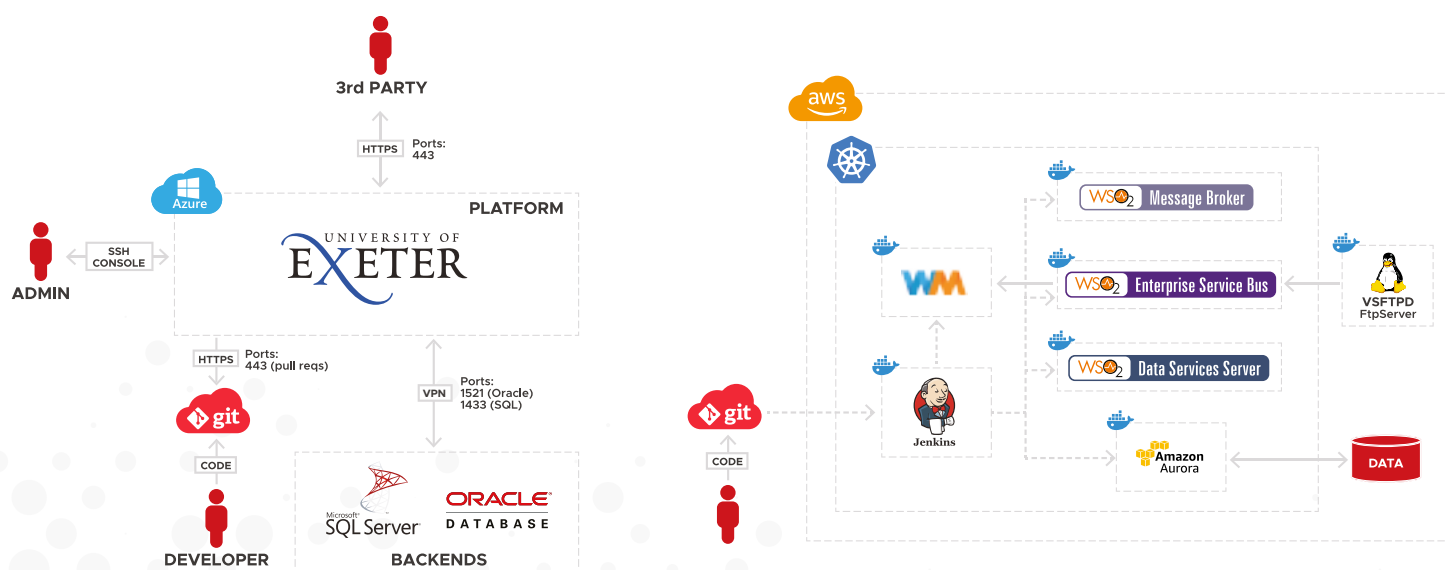 3rd PARTY
HTTPS
Ports:
443
Azure
PLATFORM
UNIVERSITY OF
EXETER
SSH
CONSOLE
ADMIN
HTTPS
Ports:
443 (pull reqs)
VPN
Ports:
1521 (Oracle)
1433 (SQL)
git
CODE
DEVELOPER
Microsoft
SQL Server
ORACLE
DATABASE
BACKENDS
aws
WSO2 Message Broker
WM
WSO2 Enterprise Service Bus
VSFTPD
FtpServer
WSO2 Data Services Server
git
CODE
Jenkins
Amazon
Aurora
DATA